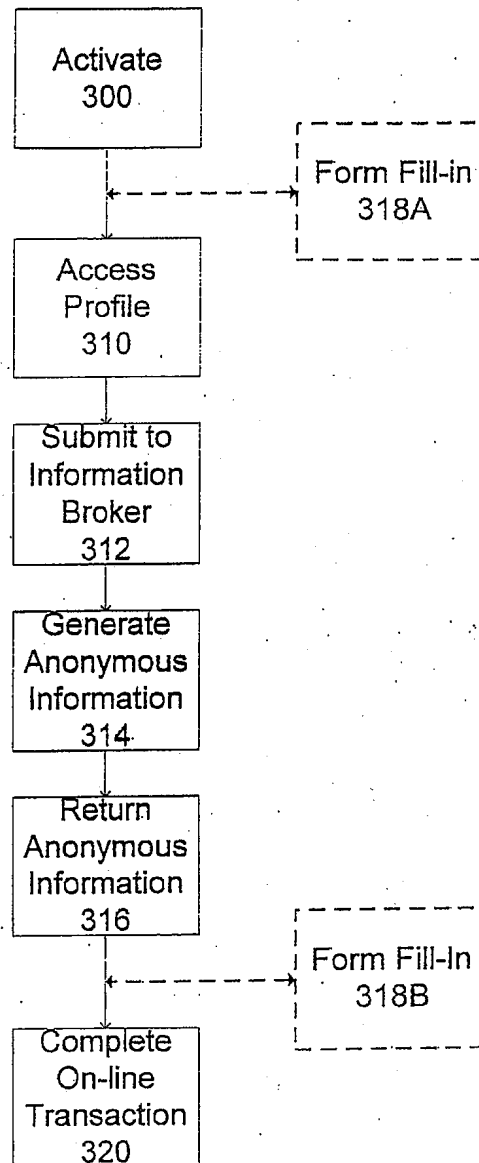 Activate
300
Form Fill-in
318A
Access
Profile
310
Submit to
Information
Broker
312
Generate
Anonymous
Information
314
Return
Anonymous
Information
316
Form Fill-In
318B
Complete
On-line
Transaction
320